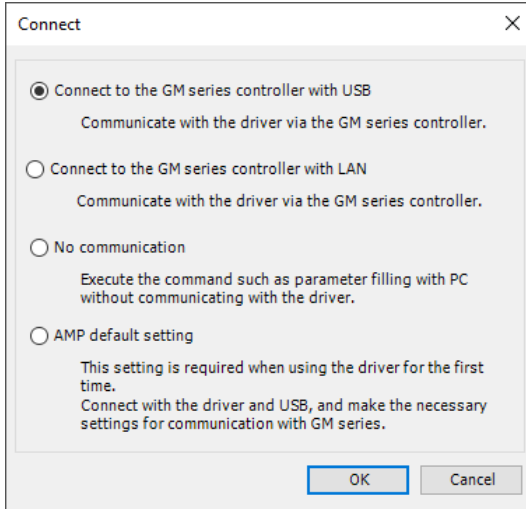 Connect
Connect to the GM series controller with USB
Communicate with the driver via the GM series controller.
Connect to the GM series controller with LAN
Communicate with the driver via the GM series controller.
No communication
Execute the command such as parameter filling with PC
without communicating with the driver.
AMP default setting
This setting is required when using the driver for the first
time.
Connect with the driver and USB, and make the necessary
settings for communication with GM series.
OK
Cancel